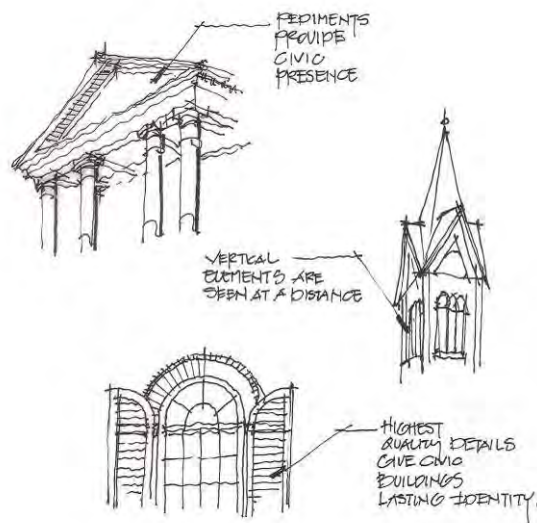 PEDIMENTS
PROVIDE
CIVIC
PRESENCE
VERTICAL
ELEMENTS ARE
SEEN AT A DISTANCE
HIGHEST
QUALITY DETAILS
GIVE CIVIC
BUILDINGS
LASTING IDENTITY.